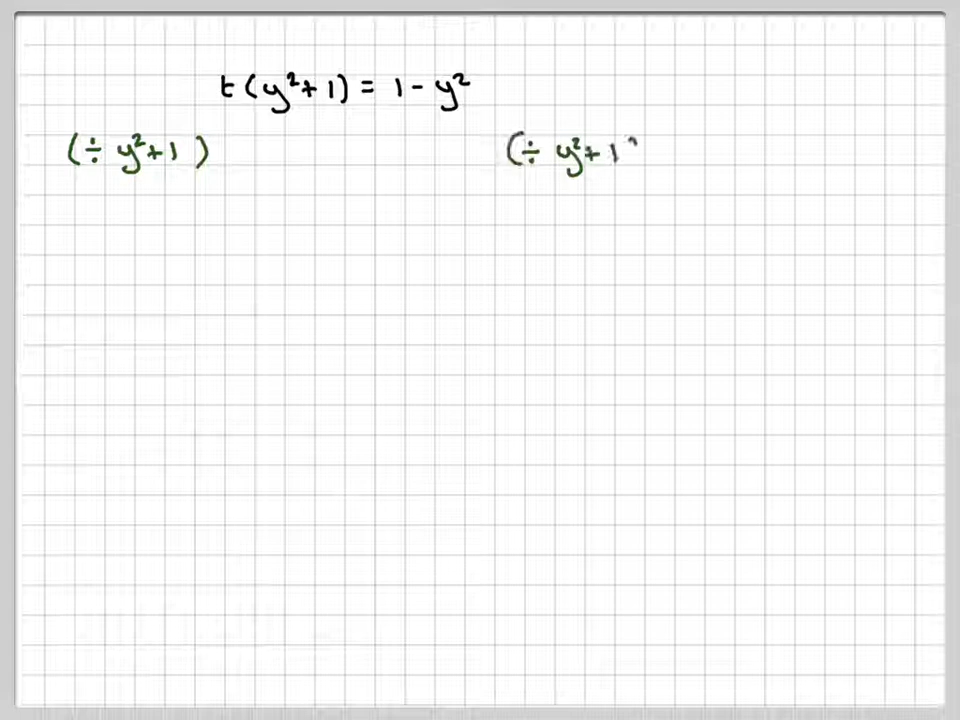 t(y²+1) = 1 - y²
(÷ y²+1) (÷ y²+1